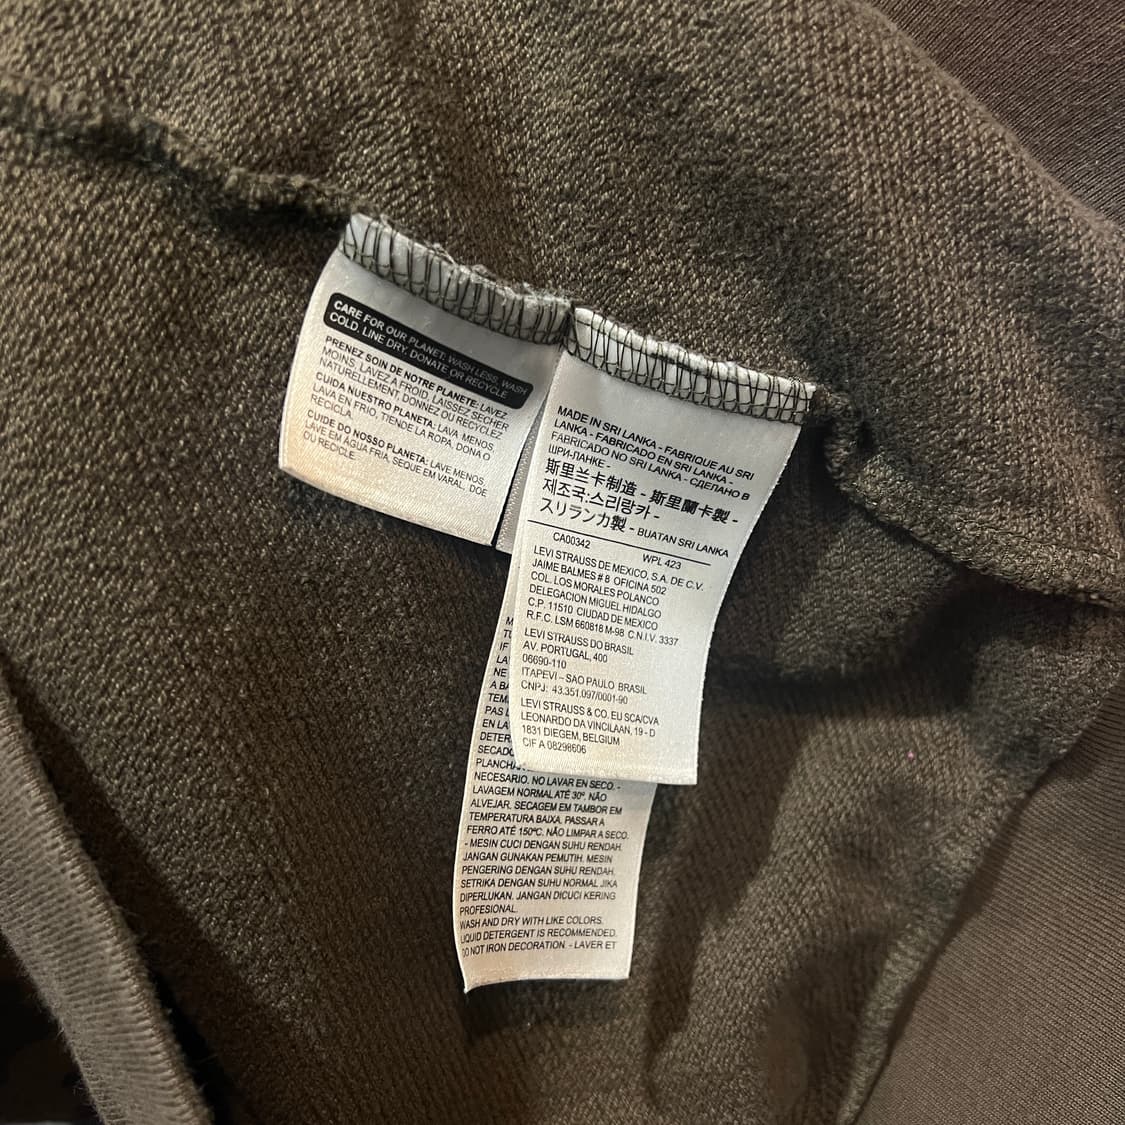 CARE FOR OUR PLANET: WASH LESS, WASH
COLD, LINE DRY, DONATE OR RECYCLE
PRENEZ SOIN DE NOTRE PLANETE: LAVEZ
MOINS, LAVEZ A FROID, LAISSEZ SECHER
NATURELLEMENT, DONNEZ OU RECYCLEZ
CUIDA NUESTRO PLANETA: LAVA MENOS,
LAVA EN FRIO, TIENDE LA ROPA, DONA O
RECICLA.
CUIDE DO NOSSO PLANETA: LAVE MENOS,
LAVE EM AGUA FRIA, SEQUE EM VARAL, DOE
OU RECICLE.
MADE IN SRI LANKA - FABRIQUE AU SRI
LANKA - FABRICADO EN SRI LANKA -
FABRICADO NO SRI LANKA - СДЕЛАНО В
ШРИ-ЛАНКЕ -
斯里兰卡制造 - 斯里蘭卡製 -
제조국:스리랑카 -
スリランカ製 - BUATAN SRI LANKA
CA00342 WPL 423
LEVI STRAUSS DE MEXICO, S.A. DE C.V.
JAIME BALMES # 8 OFICINA 502
COL. LOS MORALES POLANCO
DELEGACION MIGUEL HIDALGO
C.P. 11510 CIUDAD DE MEXICO
R.F.C. LSM 660818 M-98 C.N.I.V. 3337
LEVI STRAUSS DO BRASIL
AV. PORTUGAL, 400
06690-110
ITAPEVI – SAO PAULO BRASIL
CNPJ: 43.351.097/0001-90
LEVI STRAUSS & CO. EU SCA/CVA
LEONARDO DA VINCILAAN, 19 - D
1831 DIEGEM, BELGIUM
CIF A 08298606
IF
NE
A BA
PAS
EN LA
NECESARIO. NO LAVAR EN SECO. -
LAVAGEM NORMAL ATÉ 30º. NÃO
ALVEJAR. SECAGEM EM TAMBOR EM
TEMPERATURA BAIXA. PASSAR A
FERRO ATÉ 150ºC. NÃO LIMPAR A SECO.
- MESIN CUCI DENGAN SUHU RENDAH.
JANGAN GUNAKAN PEMUTIH. MESIN
PENGERING DENGAN SUHU RENDAH.
SETRIKA DENGAN SUHU NORMAL JIKA
DIPERLUKAN. JANGAN DICUCI KERING
PROFESIONAL.
WASH AND DRY WITH LIKE COLORS.
LIQUID DETERGENT IS RECOMMENDED.
DO NOT IRON DECORATION. - LAVER ET